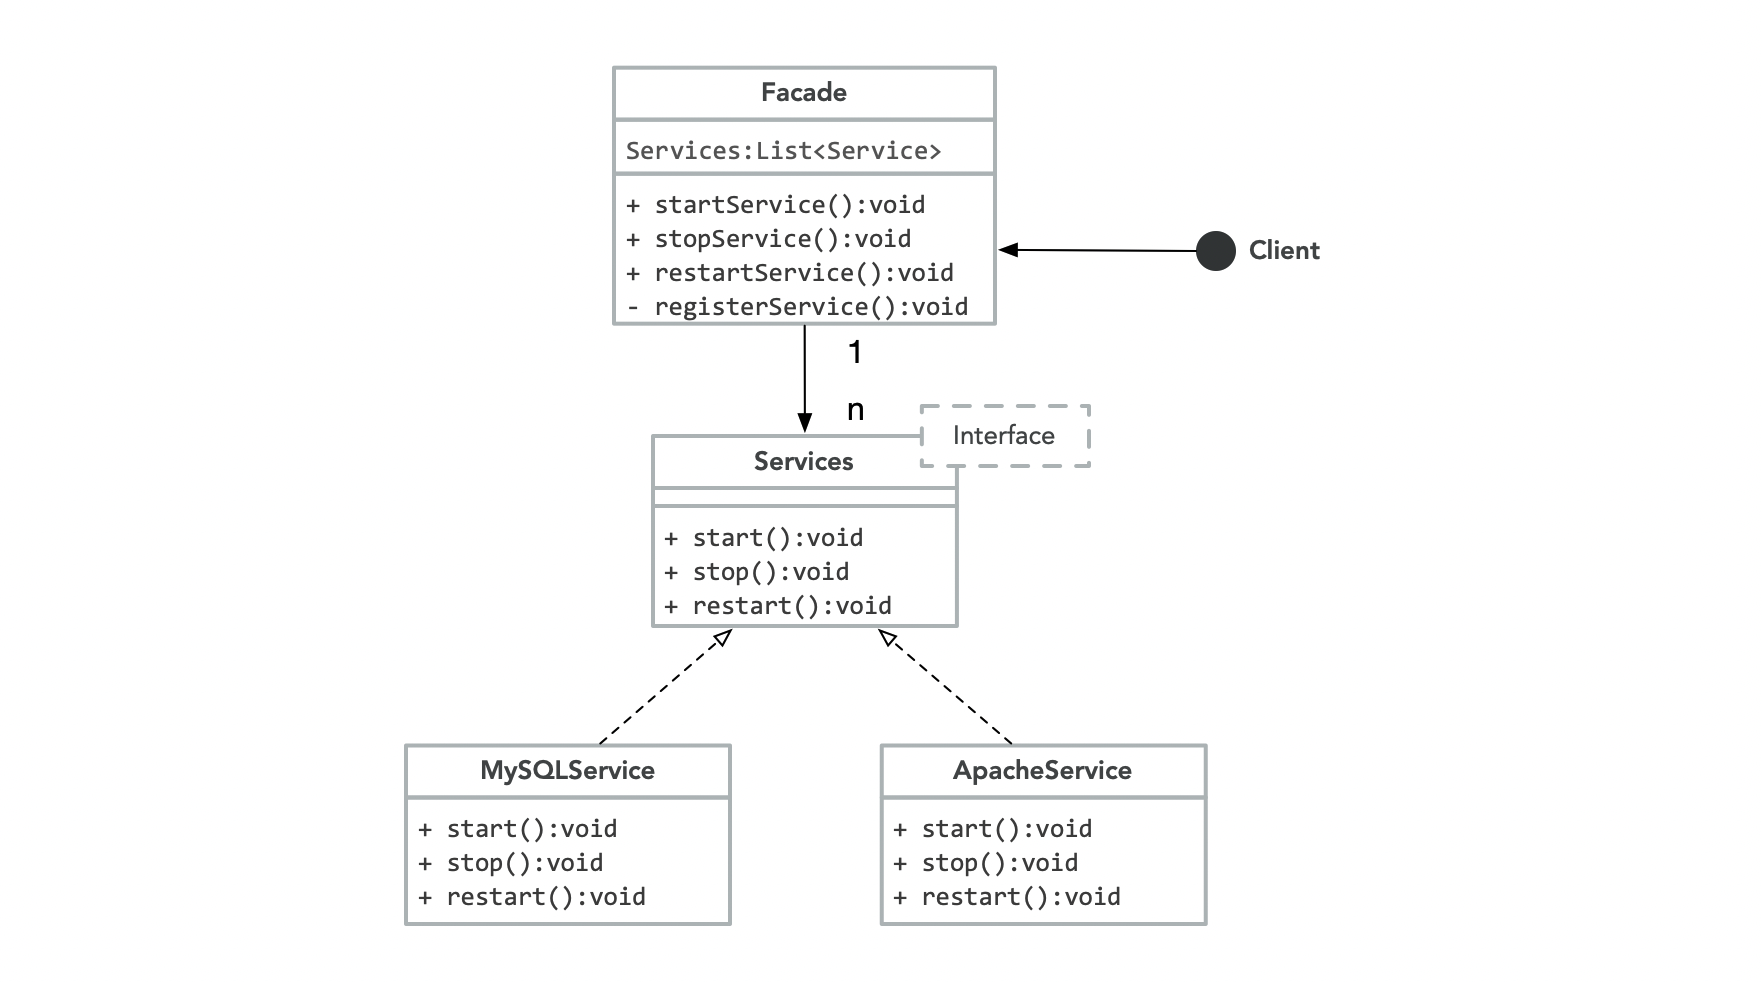 Facade
Services:List<Service>
+ startService():void
+ stopService():void
+ restartService():void
- registerService():void
Client
1
n
Interface
Services
+ start():void
+ stop():void
+ restart():void
MySQLService
+ start():void
+ stop():void
+ restart():void
ApacheService
+ start():void
+ stop():void
+ restart():void